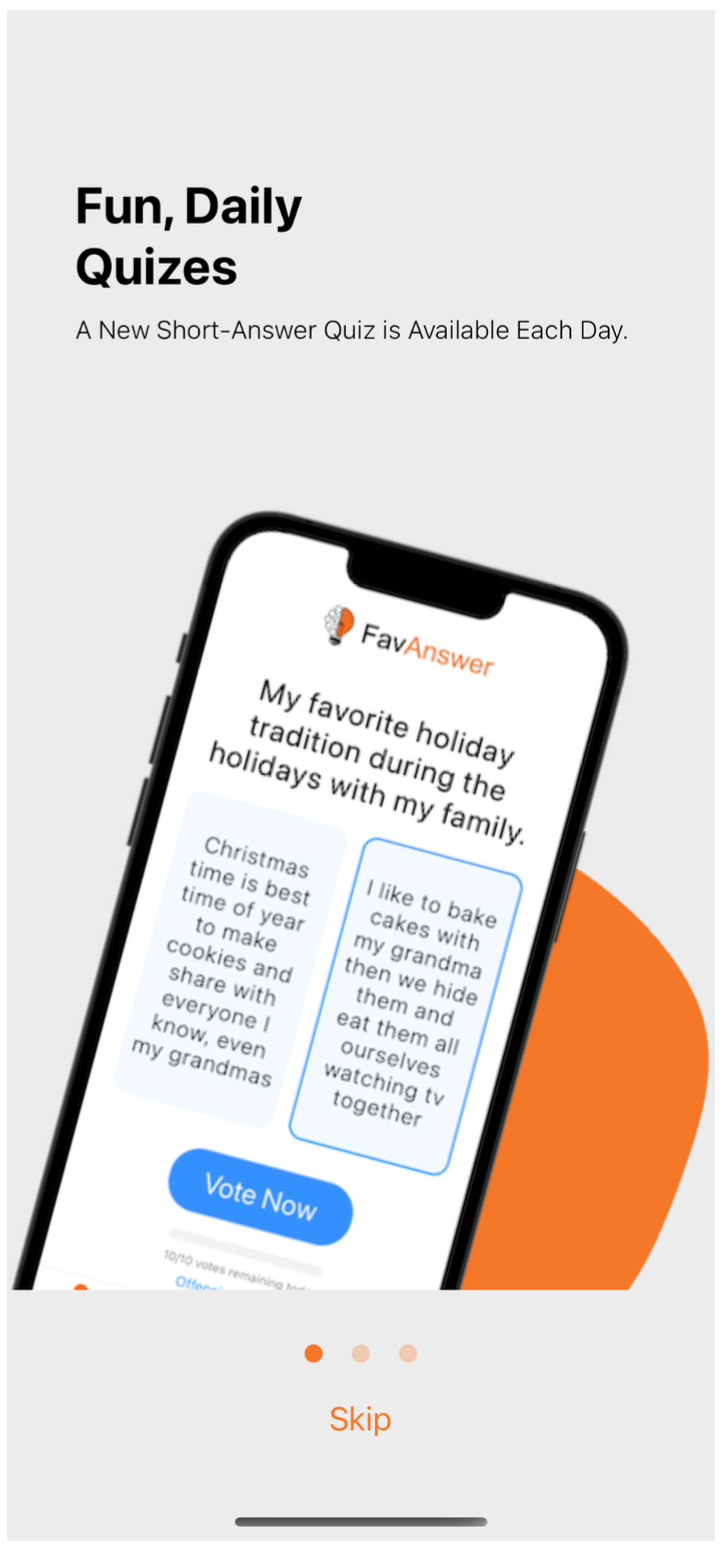 Fun, Daily
Quizes
A New Short-Answer Quiz is Available Each Day.
FavAnswer
My favorite holiday
tradition during the
holidays with my family.
Christmas
time is best
time of year
to make
cookies and
share with
everyone I
know, even
my grandmas
I like to bake
cakes with
my grandma
then we hide
them and
eat them all
ourselves
watching tv
together
Vote Now
10/10 votes remaining
Skip